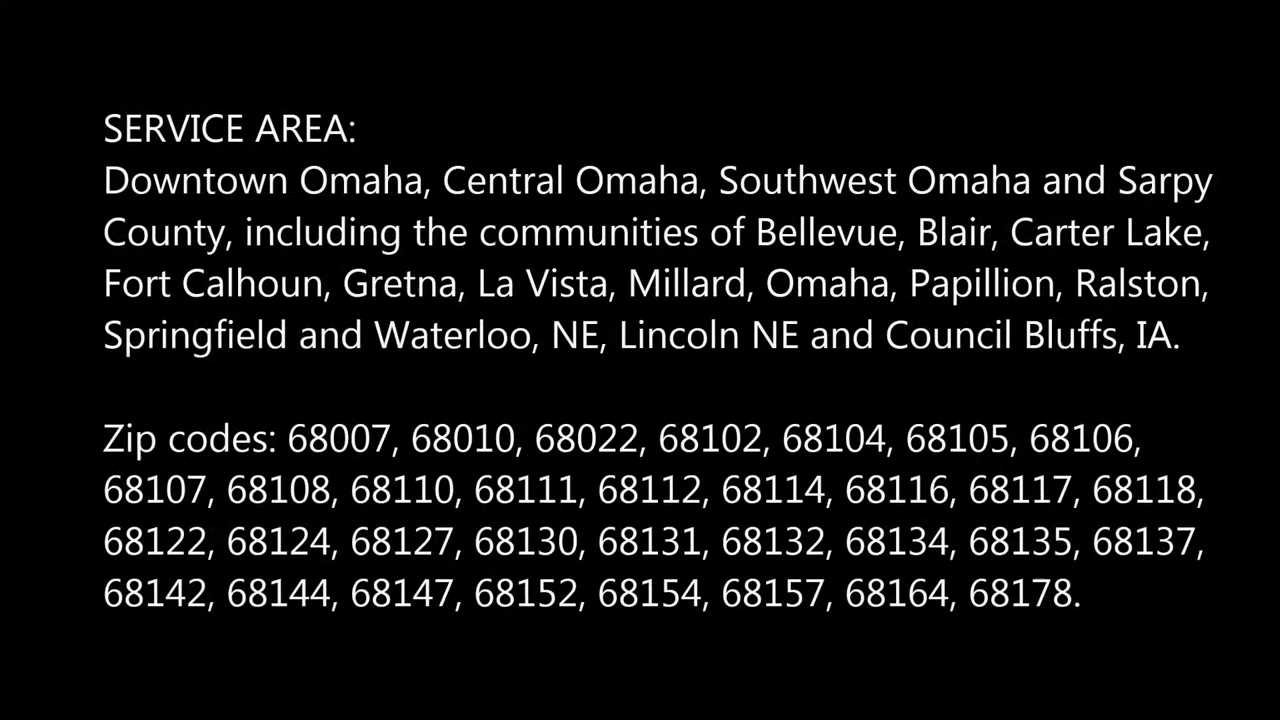 SERVICE AREA:
Downtown Omaha, Central Omaha, Southwest Omaha and Sarpy
County, including the communities of Bellevue, Blair, Carter Lake,
Fort Calhoun, Gretna, La Vista, Millard, Omaha, Papillion, Ralston,
Springfield and Waterloo, NE, Lincoln NE and Council Bluffs, IA.
Zip codes: 68007, 68010, 68022, 68102, 68104, 68105, 68106,
68107, 68108, 68110, 68111, 68112, 68114, 68116, 68117, 68118,
68122, 68124, 68127, 68130, 68131, 68132, 68134, 68135, 68137,
68142, 68144, 68147, 68152, 68154, 68157, 68164, 68178.